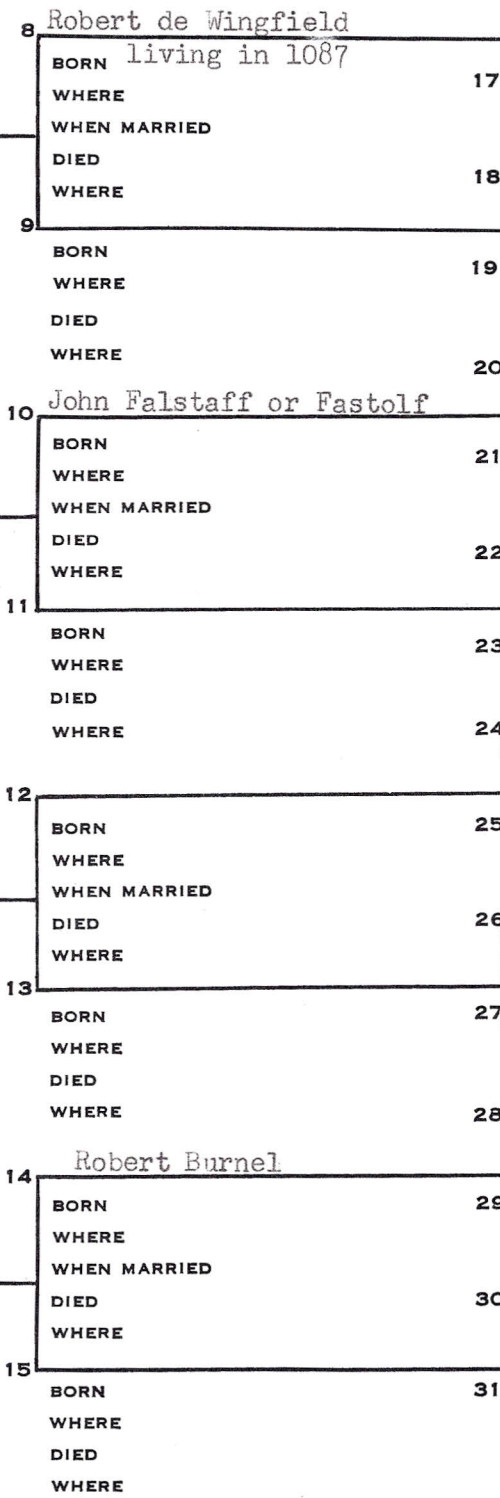 8 Robert de Wingfield
BORN living in 1087
17
WHERE
WHEN MARRIED
DIED
18
WHERE
9
BORN
19
WHERE
DIED
WHERE
20
10 John Falstaff or Fastolf
BORN
21
WHERE
WHEN MARRIED
DIED
22
WHERE
11
BORN
23
WHERE
DIED
WHERE
24
12
BORN
25
WHERE
WHEN MARRIED
DIED
26
WHERE
13
BORN
27
WHERE
DIED
WHERE
28
14 Robert Burnel
BORN
29
WHERE
WHEN MARRIED
DIED
30
WHERE
15
BORN
31
WHERE
DIED
WHERE